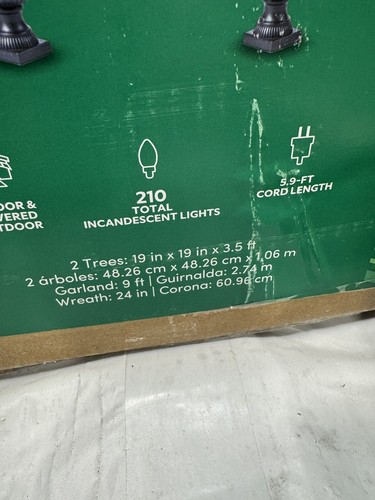 OOR &
VERED
TDOOR
210
TOTAL
INCANDESCENT LIGHTS
5.9-FT
CORD LENGTH
2 Trees: 19 in x 19 in x 3.5 ft
2 árboles: 48.26 cm x 48.26 cm x 1.06 m
Garland: 9 ft | Guirnalda: 2.74 m
Wreath: 24 in | Corona: 60.96 cm